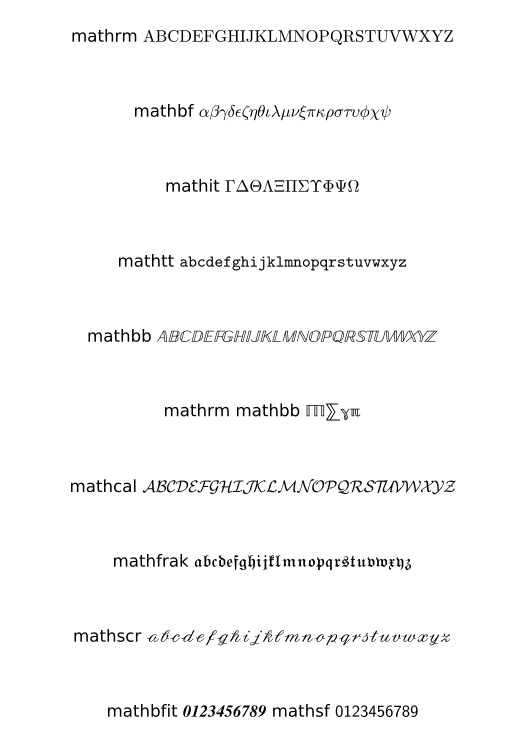 mathrm ABCDEFGHIJKLMNOPQRSTUVWXYZ
mathbf αβγδϵζηθιλμνξπκρστυϕχψ
mathit ΓΔΘΛΞΠΣΥΦΨΩ
mathtt abcdefghijklmnopqrstuvwxyz
mathbb 𝔸𝔹ℂ𝔻𝔼𝔽𝔾ℍ𝕀𝕁𝕂𝕃𝕄ℕ𝕆ℙℚℝ𝕊𝕋𝕌𝕍𝕎𝕏𝕐ℤ
mathrm mathbb ℾℿ⅀ℽℼ
mathcal 𝒜ℬ𝒞𝒟ℰℱ𝒢ℋℐ𝒥𝒦ℒℳ𝒩𝒪𝒫𝒬ℛ𝒮𝒯𝒰𝒱𝒲𝒳𝒴𝒵
mathfrak 𝔞𝔟𝔠𝔡𝔢𝔣𝔤𝔥𝔦𝔧𝔨𝔩𝔪𝔫𝔬𝔭𝔮𝔯𝔰𝔱𝔲𝔳𝔴𝔵𝔶𝔷
mathscr 𝒶𝒷𝒸𝒹ℯ𝒻ℊ𝒽𝒾𝒿𝓀𝓁𝓂𝓃ℴ𝓅𝓆𝓇𝓈𝓉𝓊𝓋𝓌𝓍𝓎𝓏
mathbfit 0123456789 mathsf 0123456789